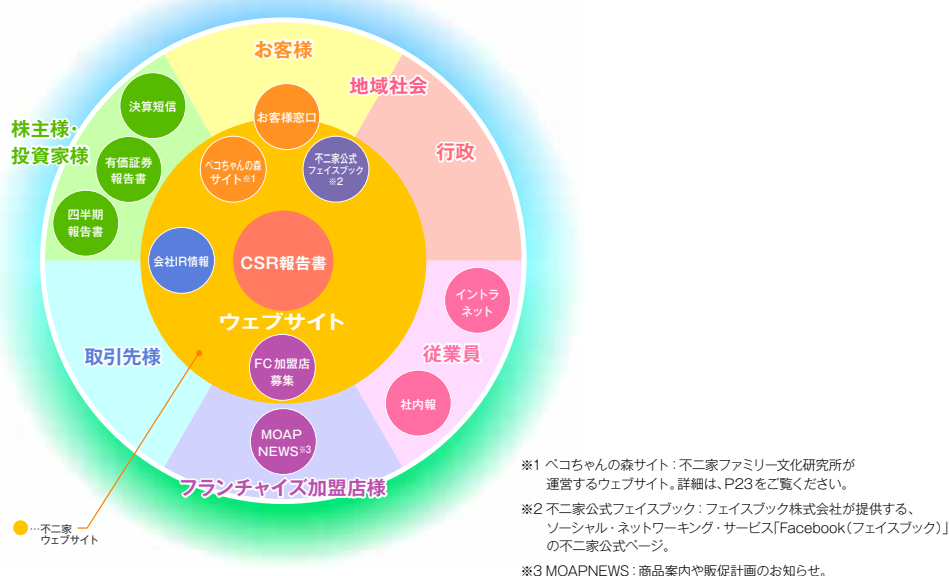 お客様
地域社会
株主様・
投資家様
行政
決算短信
有価証券
報告書
四半期
報告書
お客様窓口
ペコちゃんの森
サイト※1
不二家公式
フェイスブック
※2
会社IR情報
CSR報告書
ウェブサイト
イントラ
ネット
従業員
社内報
取引先様
FC加盟店
募集
MOAP
NEWS※3
フランチャイズ加盟店様
…不二家
ウェブサイト
※1 ペコちゃんの森サイト：不二家ファミリー文化研究所が
運営するウェブサイト。詳細は、P23をご覧ください。
※2 不二家公式フェイスブック：フェイスブック株式会社が提供する、
ソーシャル・ネットワーキング・サービス「Facebook（フェイスブック）」
の不二家公式ページ。
※3 MOAPNEWS：商品案内や販促計画のお知らせ。